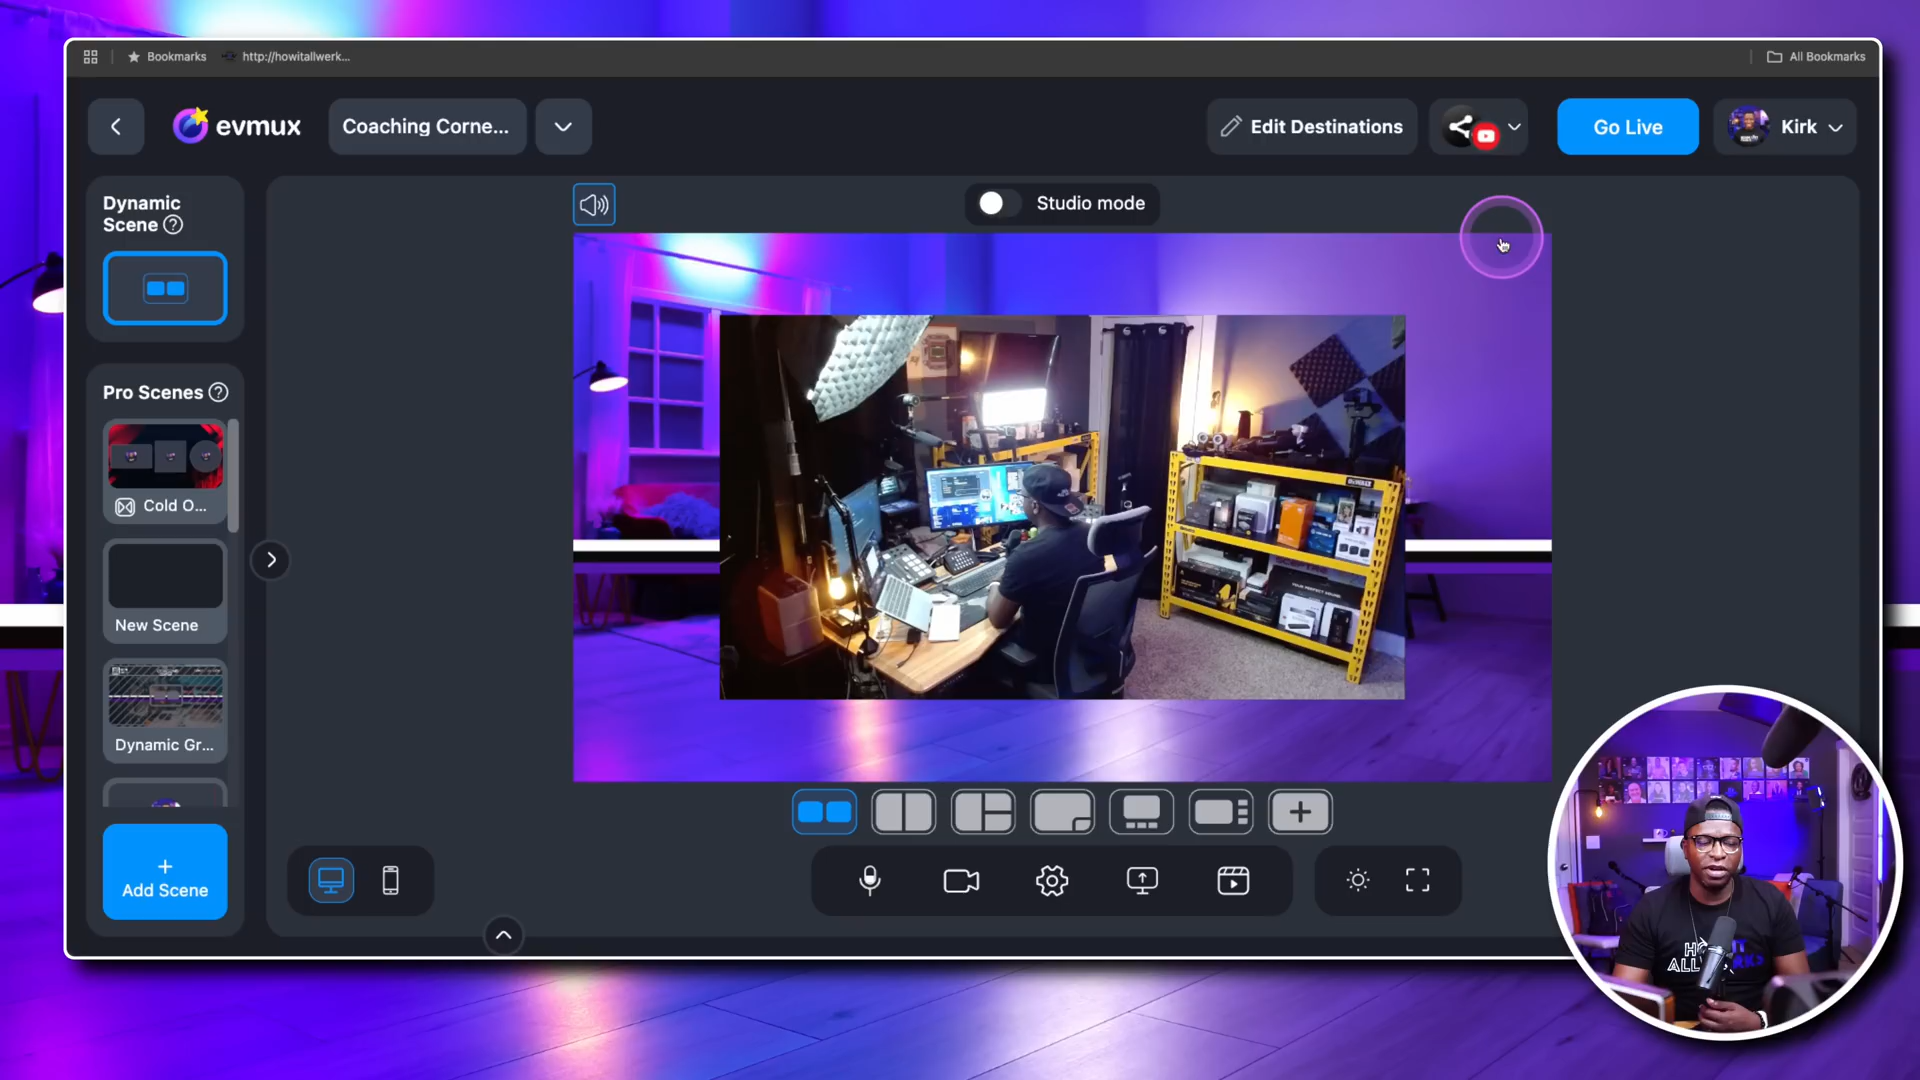 Bookmarks
http://howitallwerk...
All Bookmarks
evmux
Coaching Corne...
Edit Destinations
Go Live
Kirk
Dynamic
Scene ?
Studio mode
Pro Scenes ?
Cold O...
New Scene
Dynamic Gr...
+
Add Scene
DEWALT